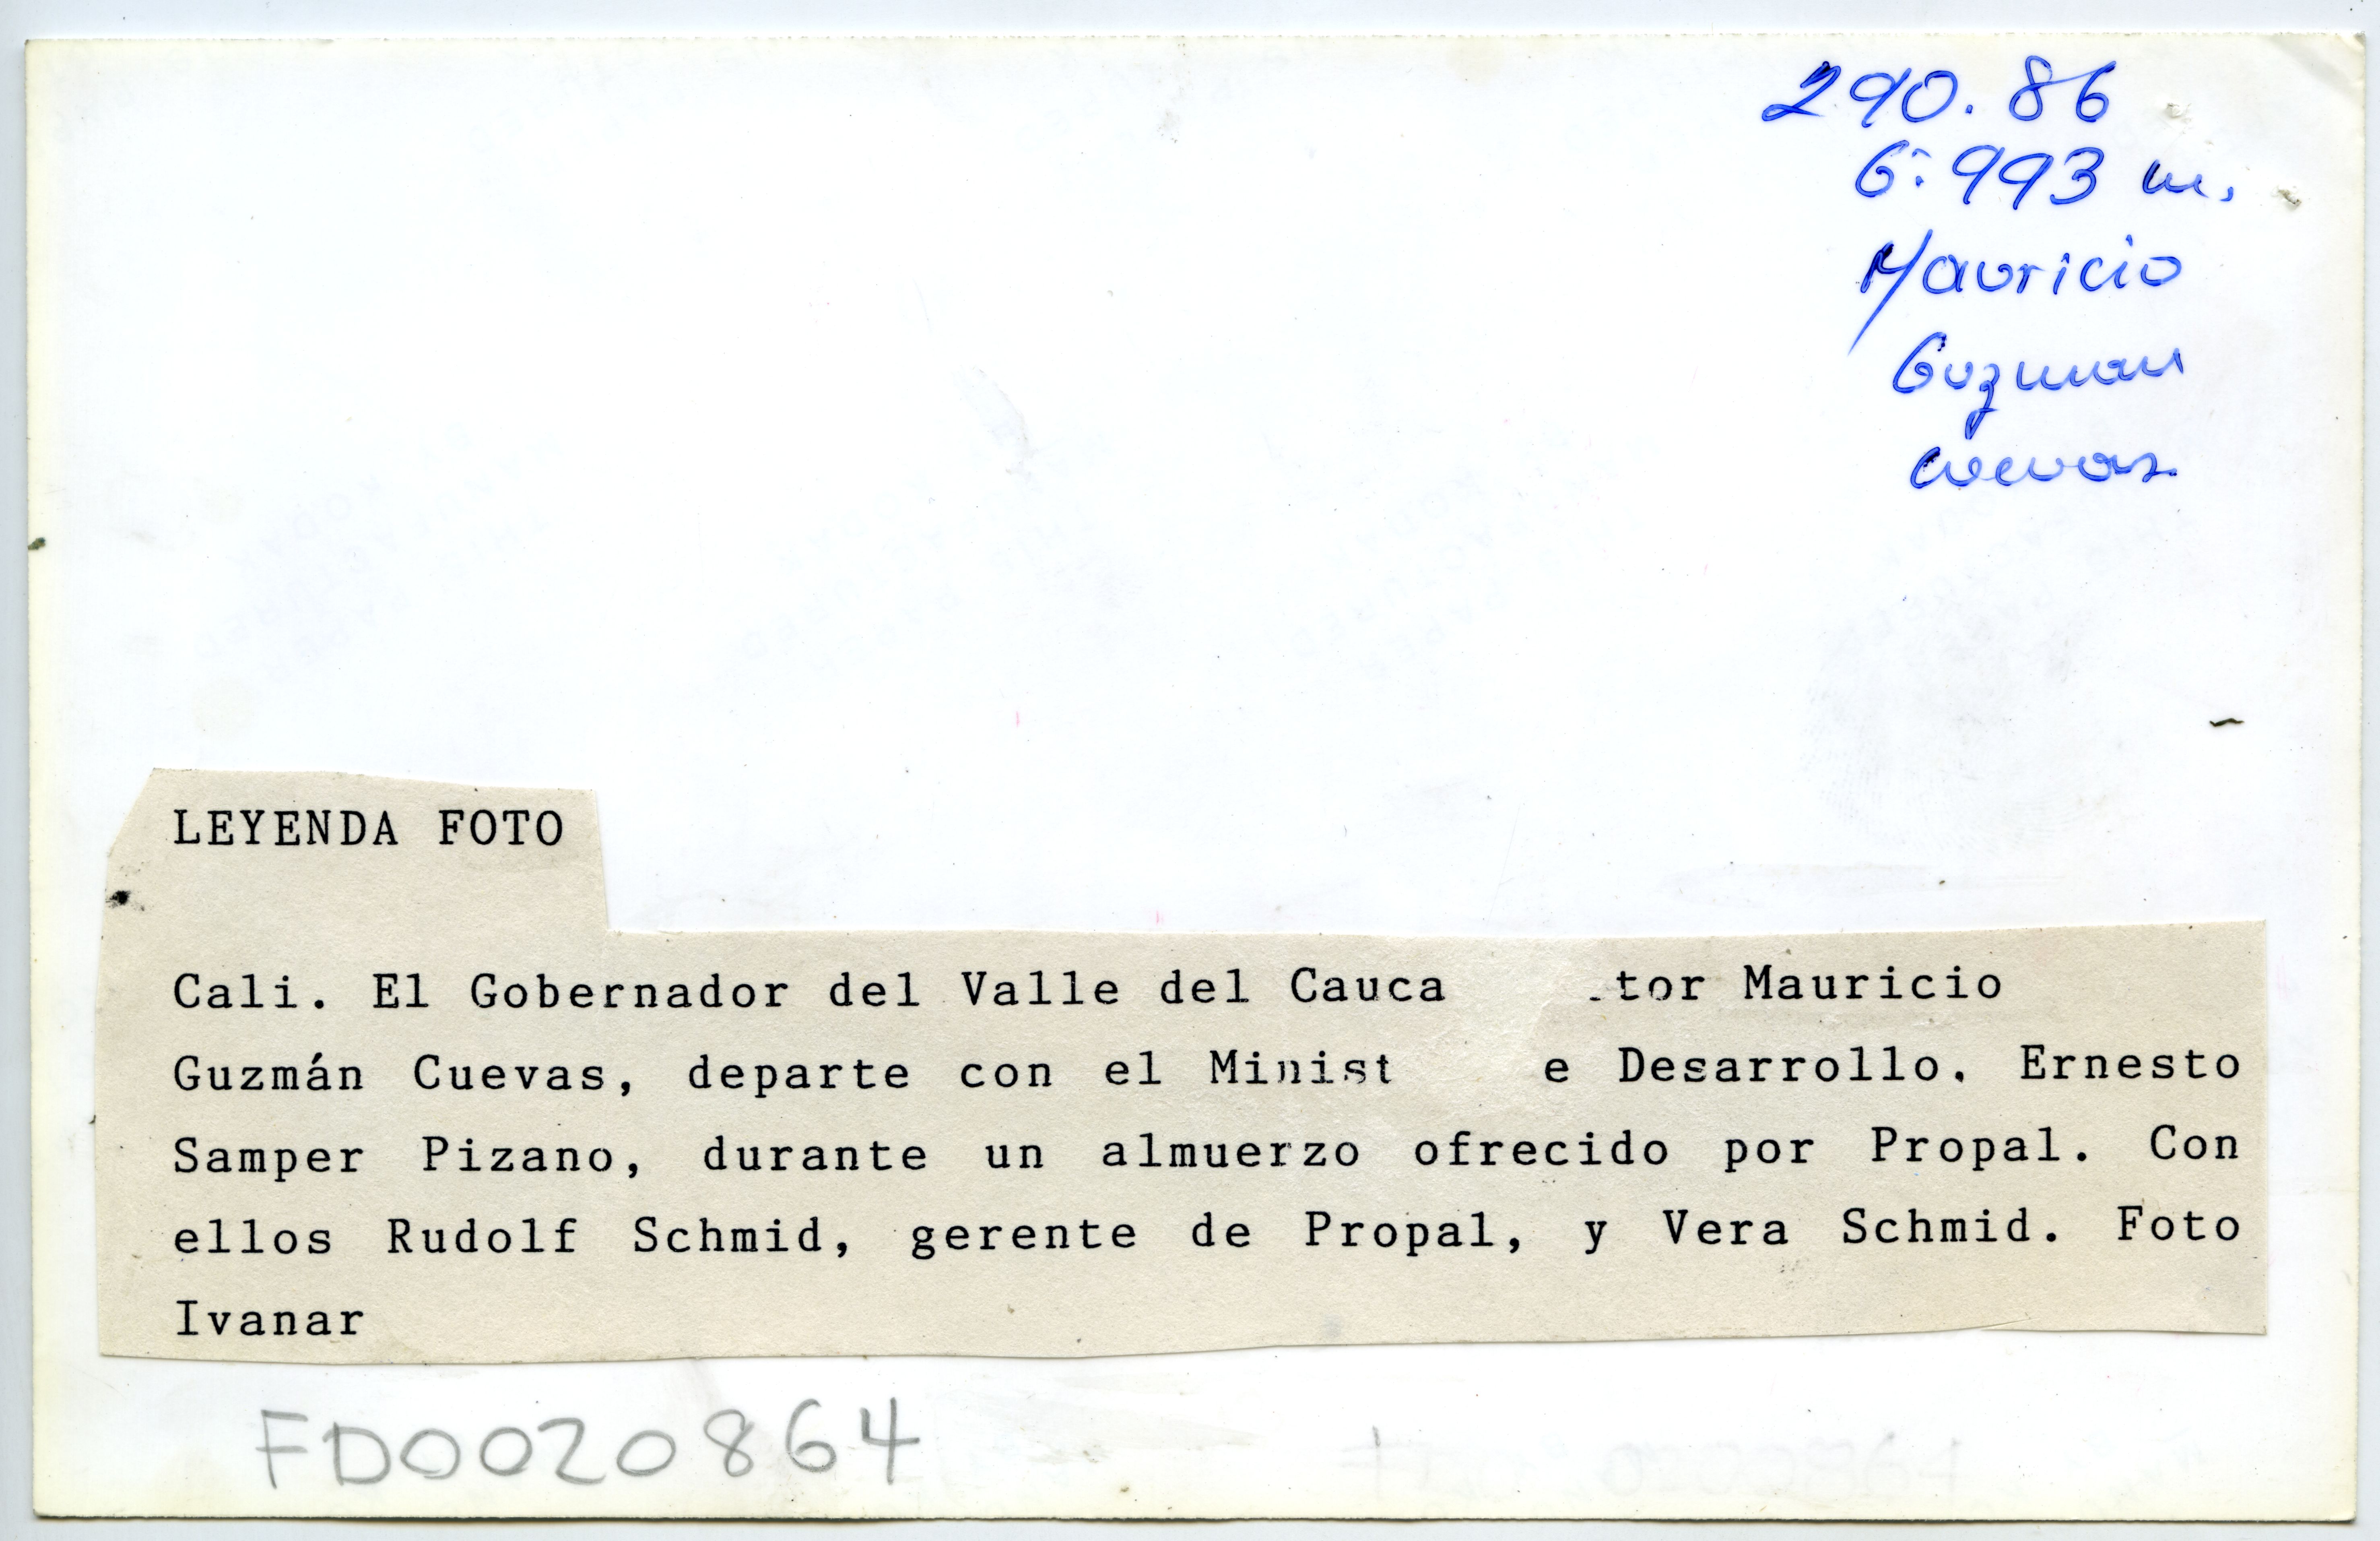 290.86
G: 993 m.
Mauricio
Guzman
Cuevas
LEYENDA FOTO
Cali. El Gobernador del Valle del Cauca tor Mauricio
Guzmán Cuevas, departe con el Minist e Desarrollo, Ernesto
Samper Pizano, durante un almuerzo ofrecido por Propal. Con
ellos Rudolf Schmid, gerente de Propal, y Vera Schmid. Foto
Ivanar
FD0020864